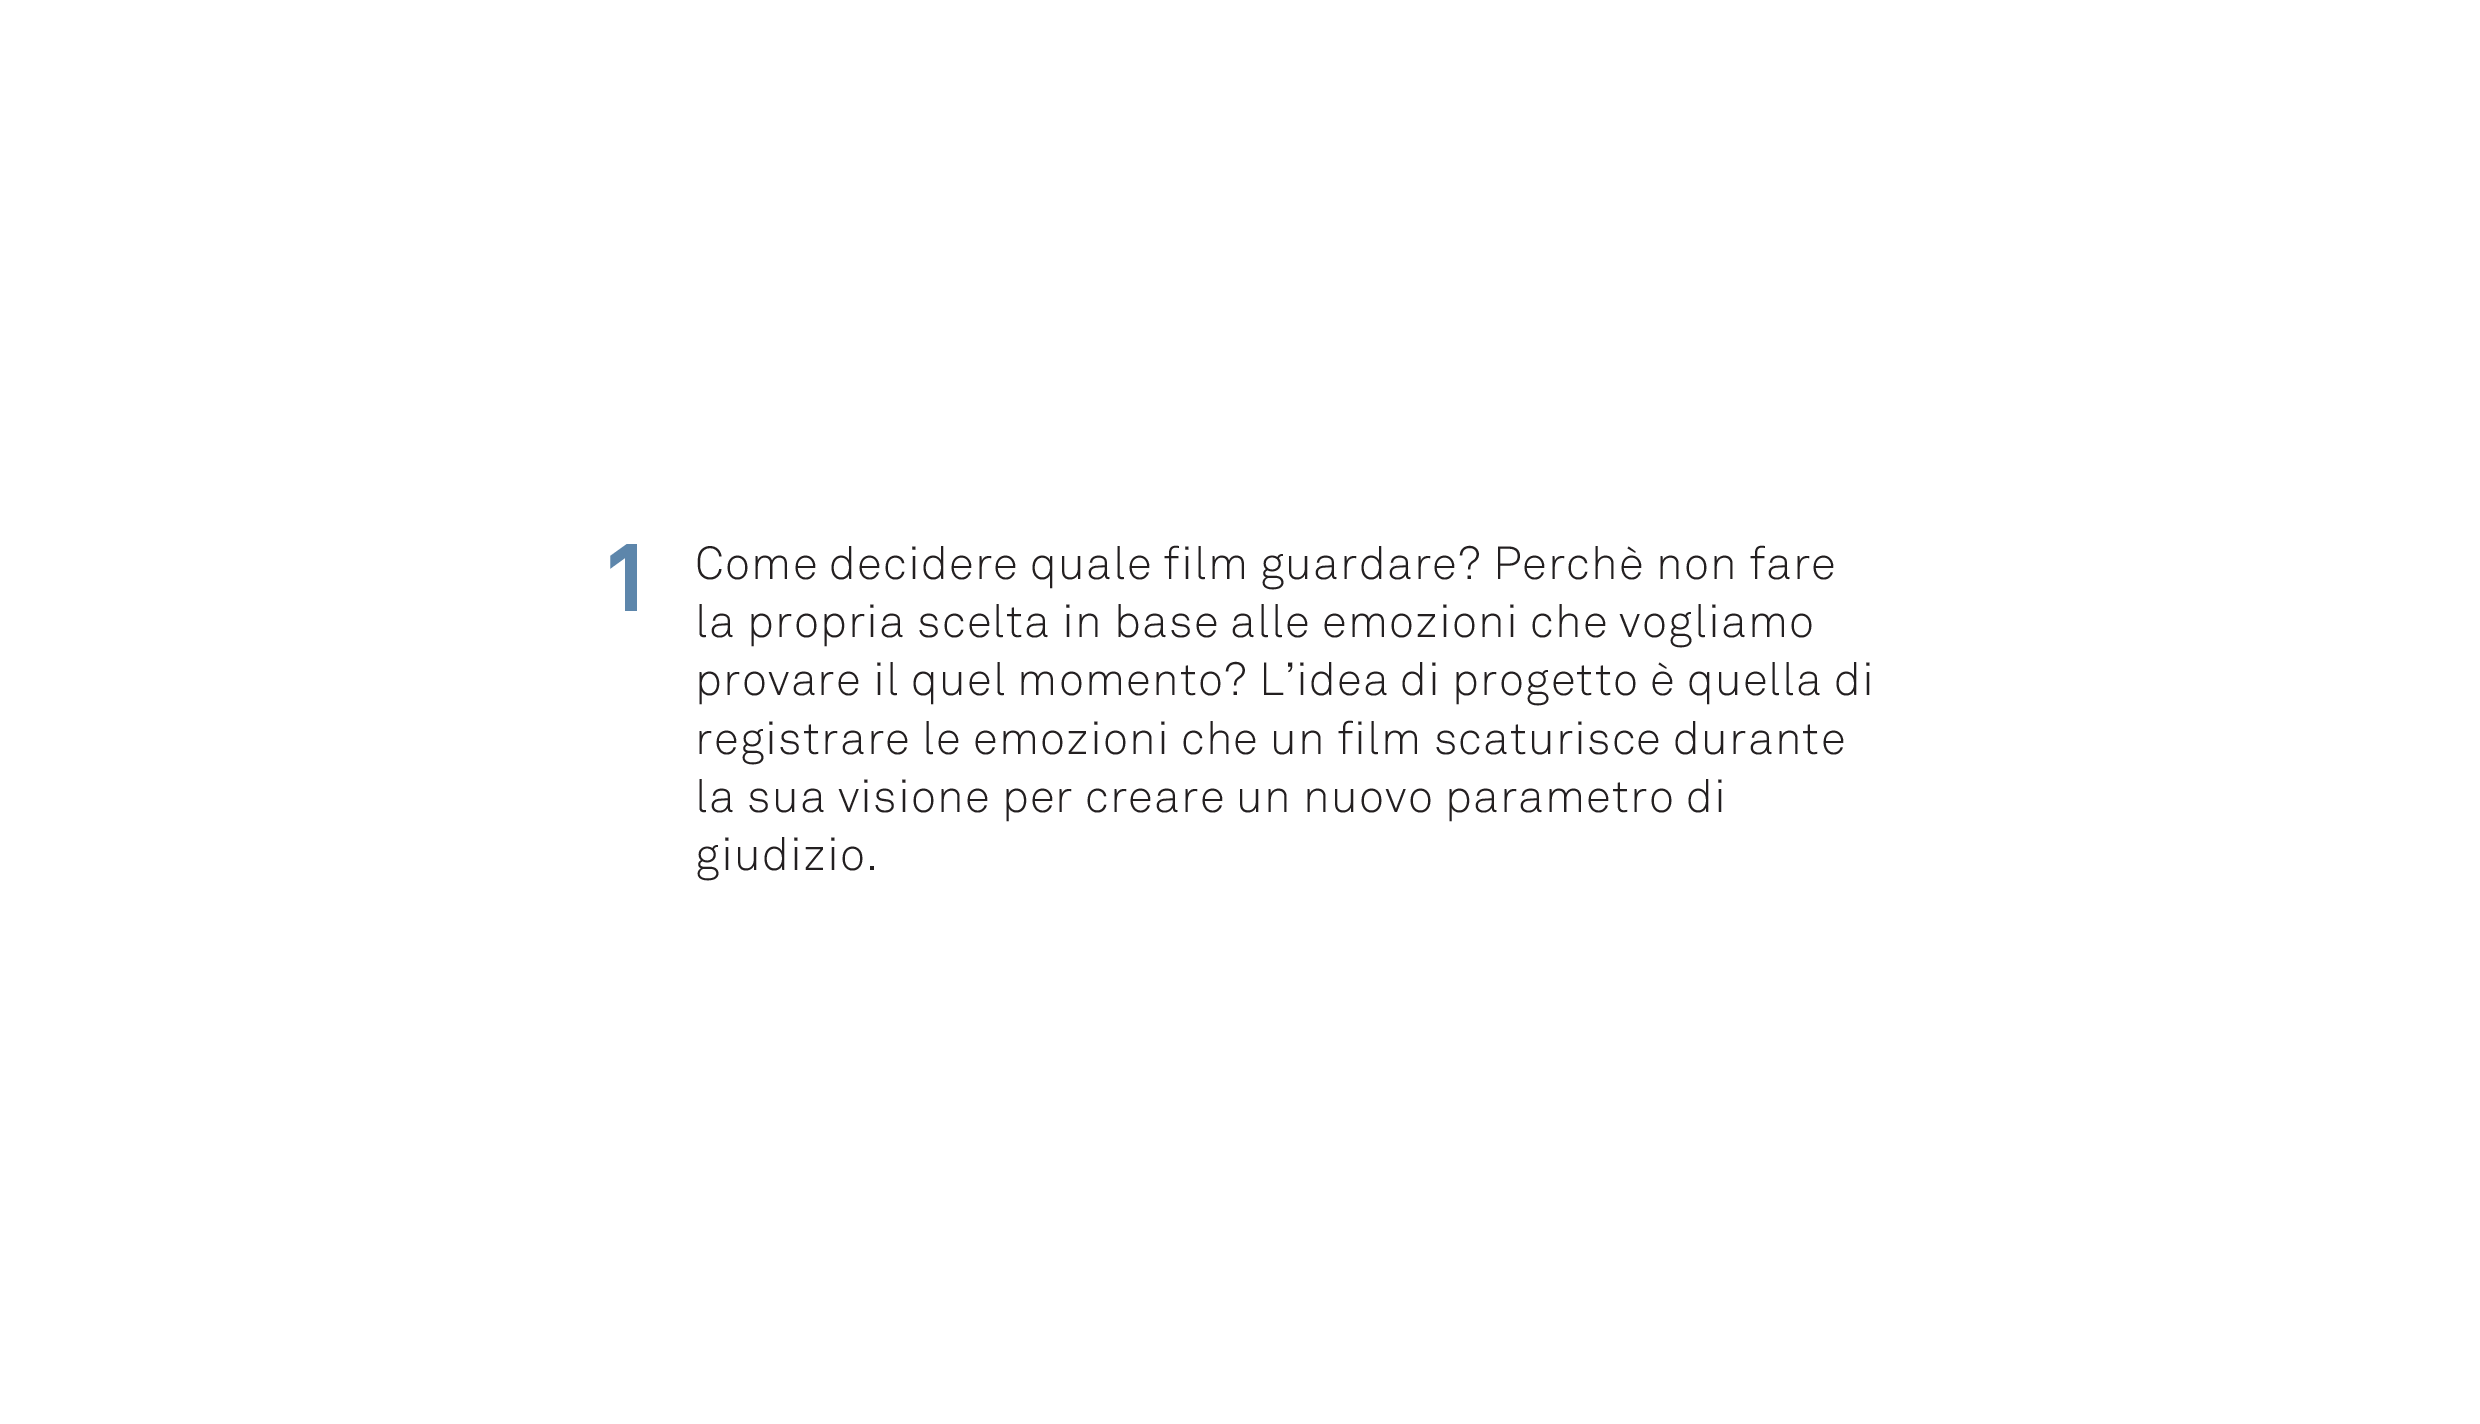 1 Come decidere quale film guardare? Perchè non fare
la propria scelta in base alle emozioni che vogliamo
provare il quel momento? L’idea di progetto è quella di
registrare le emozioni che un film scaturisce durante
la sua visione per creare un nuovo parametro di
giudizio.